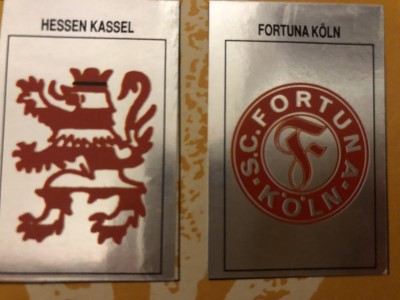 HESSEN KASSEL
FORTUNA KÖLN
S.C. FORTUNA
F
KÖLN